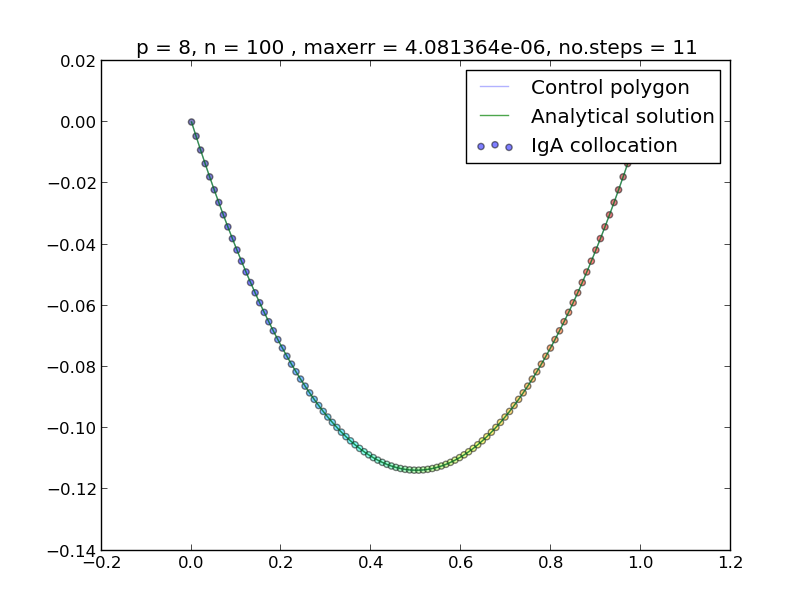 p = 8, n = 100 , maxerr = 4.081364e-06, no.steps = 11
0.02
0.00
−0.02
−0.04
−0.06
−0.08
−0.10
−0.12
−0.14
Control polygon
Analytical solution
IgA collocation
−0.2 0.0 0.2 0.4 0.6 0.8 1.0 1.2